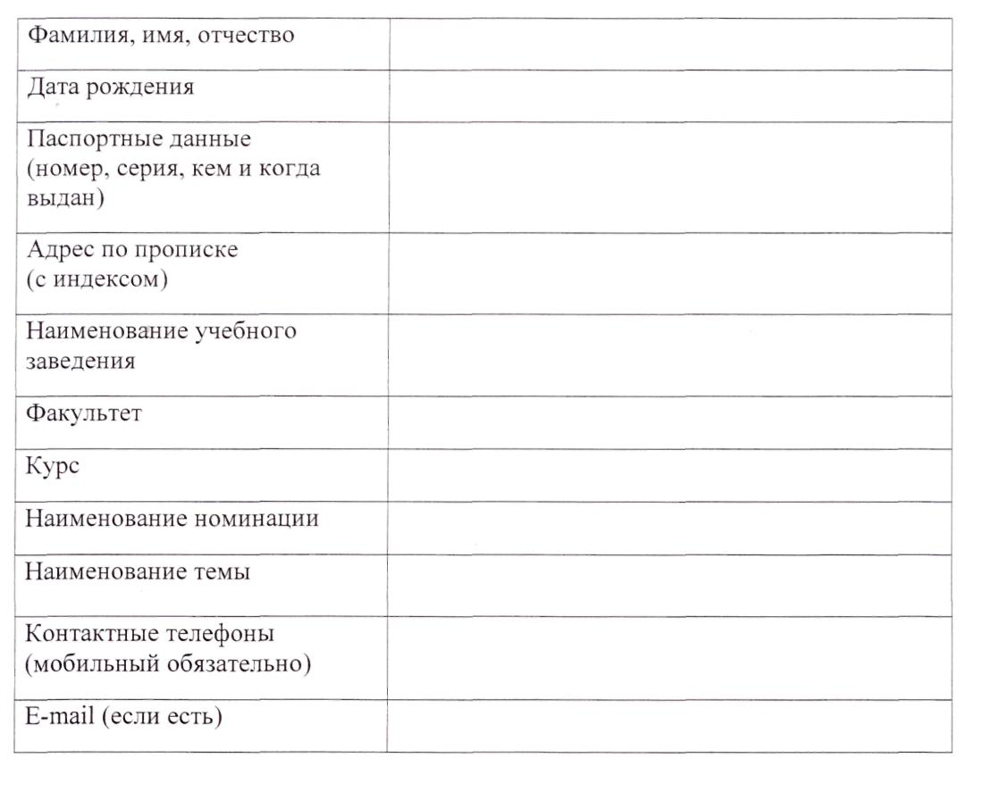 Фамилия, имя, отчество
Дата рождения
Паспортные данные
(номер, серия, кем и когда
выдан)
Адрес по прописке
(с индексом)
Наименование учебного
заведения
Факультет
Курс
Наименование номинации
Наименование темы
Контактные телефоны
(мобильный обязательно)
E-mail (если есть)